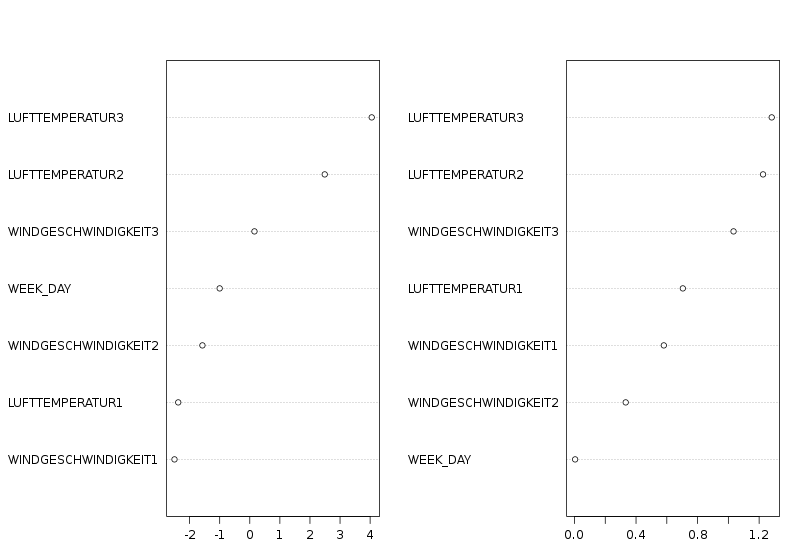 LUFTTEMPERATUR3
LUFTTEMPERATUR2
WINDGESCHWINDIGKEIT3
WEEK_DAY
WINDGESCHWINDIGKEIT2
LUFTTEMPERATUR1
WINDGESCHWINDIGKEIT1
-2 -1 0 1 2 3 4
LUFTTEMPERATUR3
LUFTTEMPERATUR2
WINDGESCHWINDIGKEIT3
LUFTTEMPERATUR1
WINDGESCHWINDIGKEIT1
WINDGESCHWINDIGKEIT2
WEEK_DAY
0.0 0.4 0.8 1.2